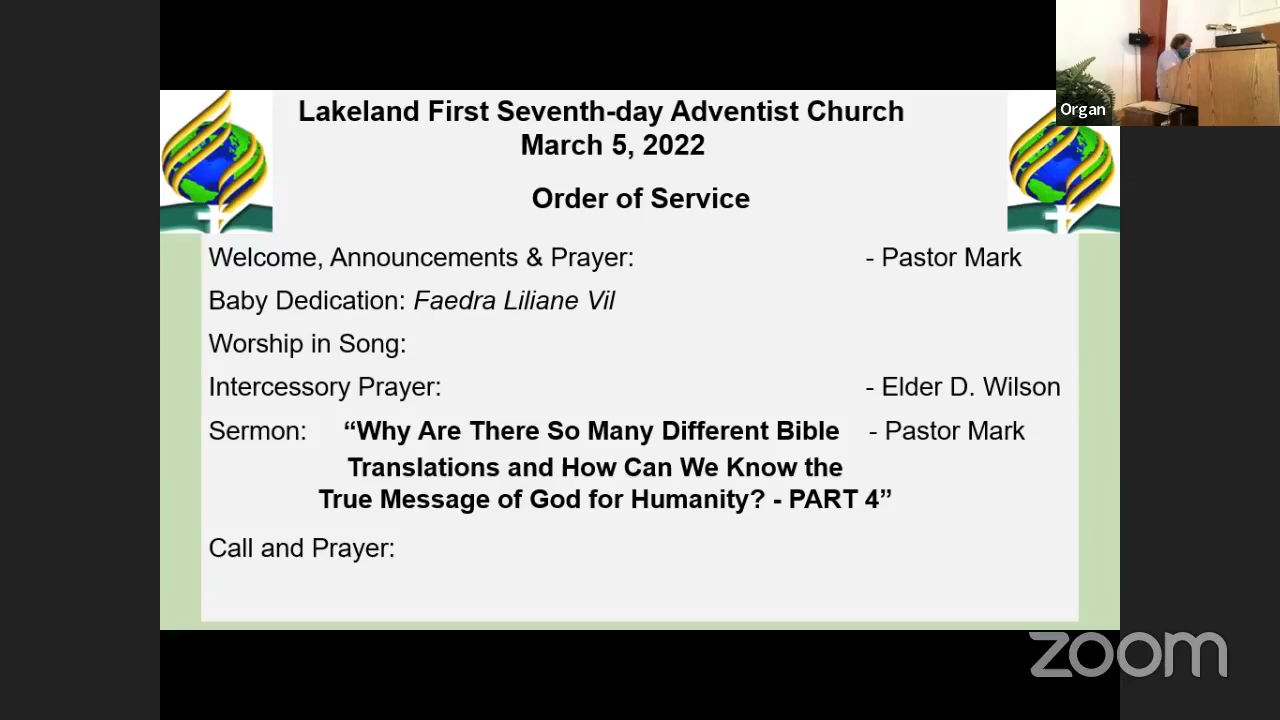 Lakeland First Seventh-day Adventist Church
March 5, 2022
Order of Service
Organ
Welcome, Announcements & Prayer: - Pastor Mark
Baby Dedication: Faedra Liliane Vil
Worship in Song:
Intercessory Prayer: - Elder D. Wilson
Sermon: “Why Are There So Many Different Bible - Pastor Mark
Translations and How Can We Know the
True Message of God for Humanity? - PART 4”
Call and Prayer:
zoom